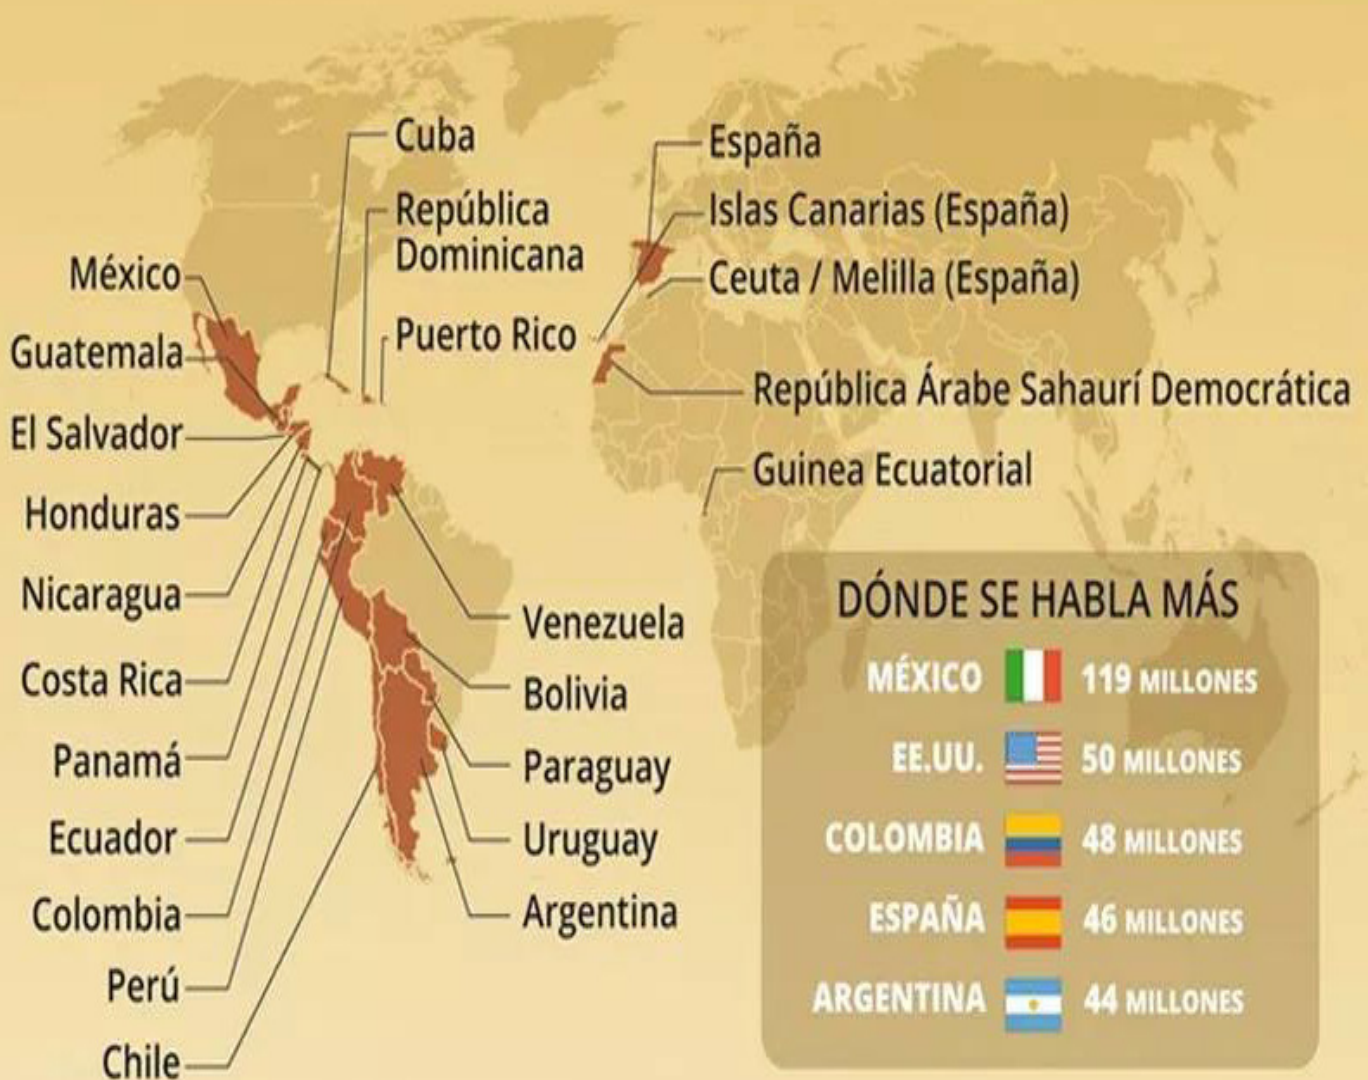 Cuba
República
Dominicana
Puerto Rico
México
Guatemala
El Salvador
Honduras
Nicaragua
Costa Rica
Panamá
Ecuador
Colombia
Perú
Chile
Venezuela
Bolivia
Paraguay
Uruguay
Argentina
España
Islas Canarias (España)
Ceuta / Melilla (España)
República Árabe Sahaurí Democrática
Guinea Ecuatorial
DÓNDE SE HABLA MÁS
MÉXICO 119 MILLONES
EE.UU. 50 MILLONES
COLOMBIA 48 MILLONES
ESPAÑA 46 MILLONES
ARGENTINA 44 MILLONES